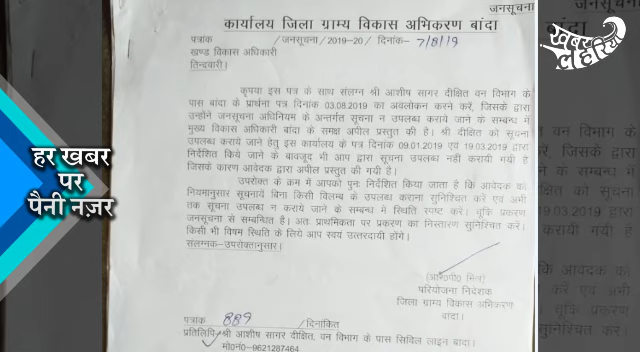 जनसूचना
कार्यालय जिला ग्राम्य विकास अभिकरण बांदा
पत्रांक /जनसूचना/2019-20/ दिनांक- 7/8/19
खण्ड विकास अधिकारी
तिन्दवारी।
कृपया इस पत्र के साथ संलग्न श्री आशीष सागर दीक्षित वन विभाग के
पास बांदा के प्रार्थना पत्र दिनांक 03.08.2019 का अवलोकन करने करें, जिसके द्वारा
उन्होंने जनसूचना अधिनियम के अन्तर्गत सूचना न उपलब्ध कराये जाने के सम्बन्ध में
मुख्य विकास अधिकारी बांदा के समक्ष अपील प्रस्तुत की है। श्री दीक्षित को सूचना
उपलब्ध कराये जाने हेतु इस कार्यालय के पत्र दिनांक 09.01.2019 एवं 19.03.2019 द्वारा
निर्देशित किये जाने के बावजूद भी आप द्वारा सूचना उपलब्ध नही करायी गयी है
जिसके कारण आवेदक द्वारा अपील प्रस्तुत की गयी है।
उपरोक्त के क्रम में आपको पुनः निर्देशित किया जाता है कि आवेदक को
नियमानुसार सूचनायें बिना किसी विलम्ब के उपलब्ध कराना सुनिश्चित करें एवं अभी
तक सूचना उपलब्ध न कराये जाने के सम्बन्ध में स्थिति स्पष्ट करें। चूंकि प्रकरण
जनसूचना से सम्बन्धित है। अतः प्राथमिकता पर प्रकरण का निस्तारण सुनिश्चित करें।
किसी भी विषम स्थिति के लिये आप स्वयं उत्तरदायी होंगे।
संलग्नक-उपरोक्तानुसार।
(आर०पी० मिश्र)
परियोजना निदेशक
जिला ग्राम्य विकास अभिकरण
बांदा।
पत्रांक 889 /दिनांकित
प्रतिलिपि श्री आशीष सागर दीक्षित, वन विभाग के पास सिविल लाइन बांदा।
मो०नं०-9621287464
हर खबर
पर
पैनी नज़र
खबर
लहरिया